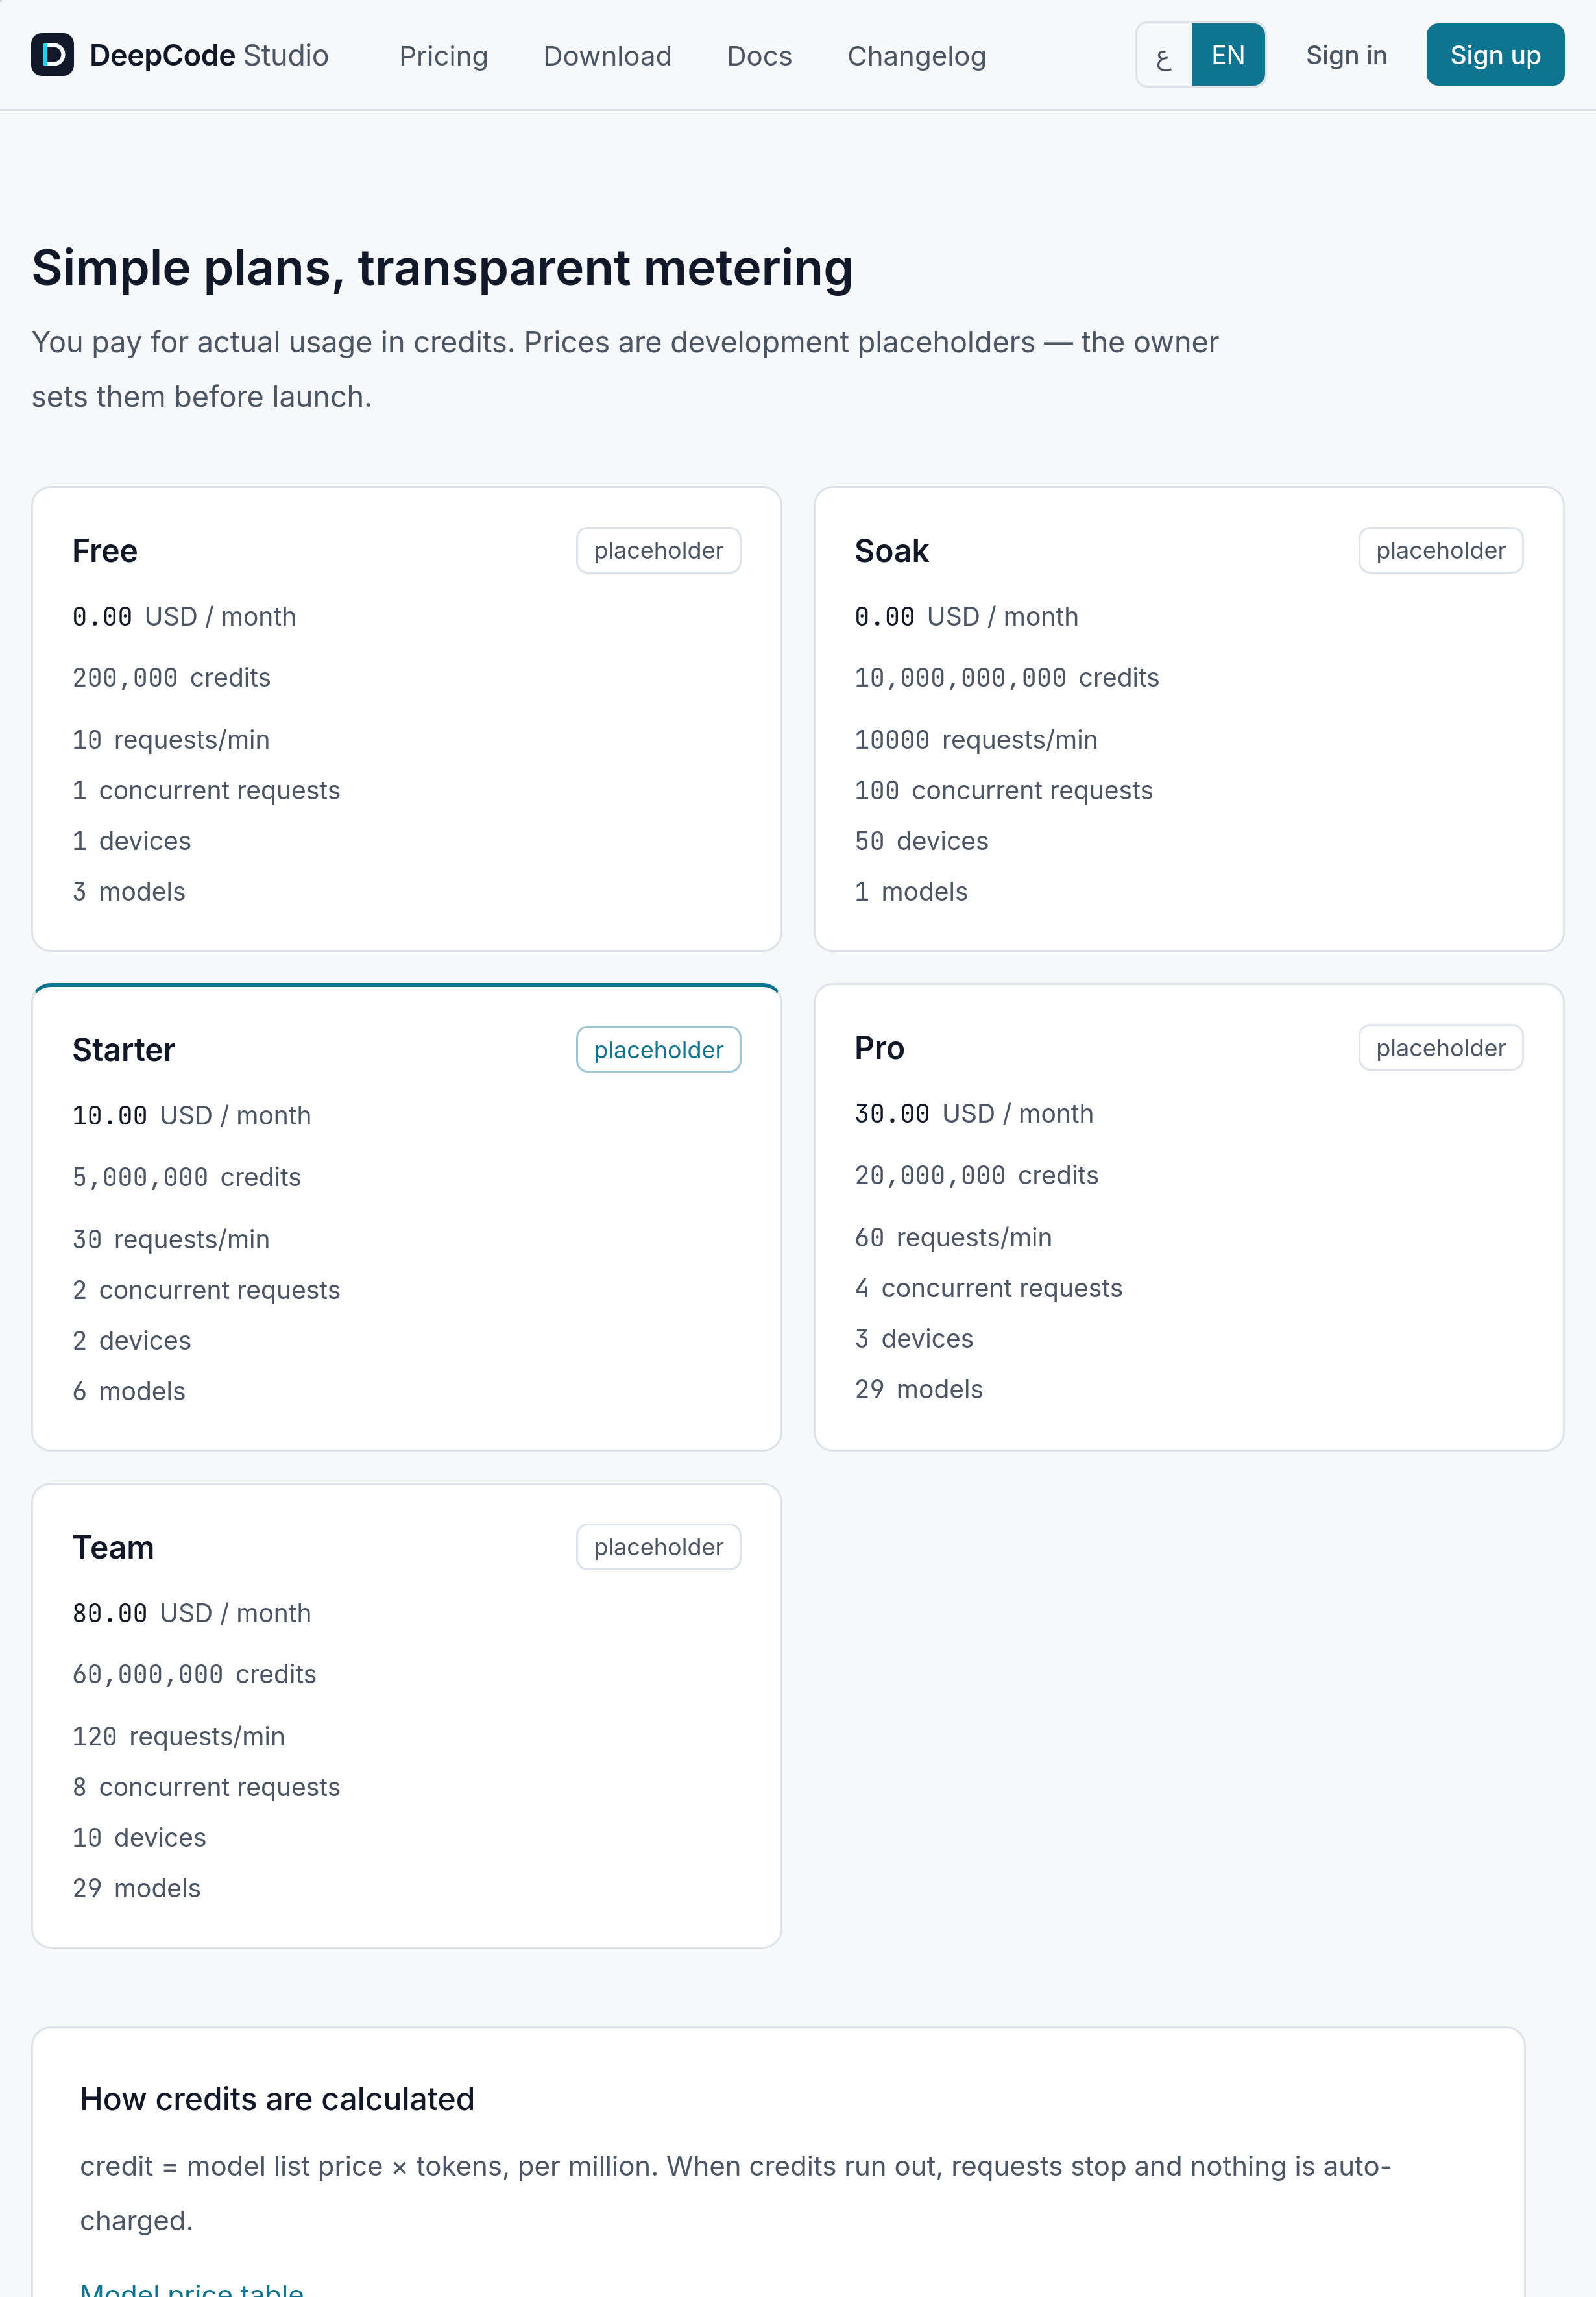 DeepCode Studio
Pricing
Download
Docs
Changelog
ع
EN
Sign in
Sign up
Simple plans, transparent metering
You pay for actual usage in credits. Prices are development placeholders — the owner
sets them before launch.
Free
placeholder
0.00 USD / month
200,000 credits
10 requests/min
1 concurrent requests
1 devices
3 models
Soak
placeholder
0.00 USD / month
10,000,000,000 credits
10000 requests/min
100 concurrent requests
50 devices
1 models
Starter
placeholder
10.00 USD / month
5,000,000 credits
30 requests/min
2 concurrent requests
2 devices
6 models
Pro
placeholder
30.00 USD / month
20,000,000 credits
60 requests/min
4 concurrent requests
3 devices
29 models
Team
placeholder
80.00 USD / month
60,000,000 credits
120 requests/min
8 concurrent requests
10 devices
29 models
How credits are calculated
credit = model list price × tokens, per million. When credits run out, requests stop and nothing is auto-
charged.
Model price table